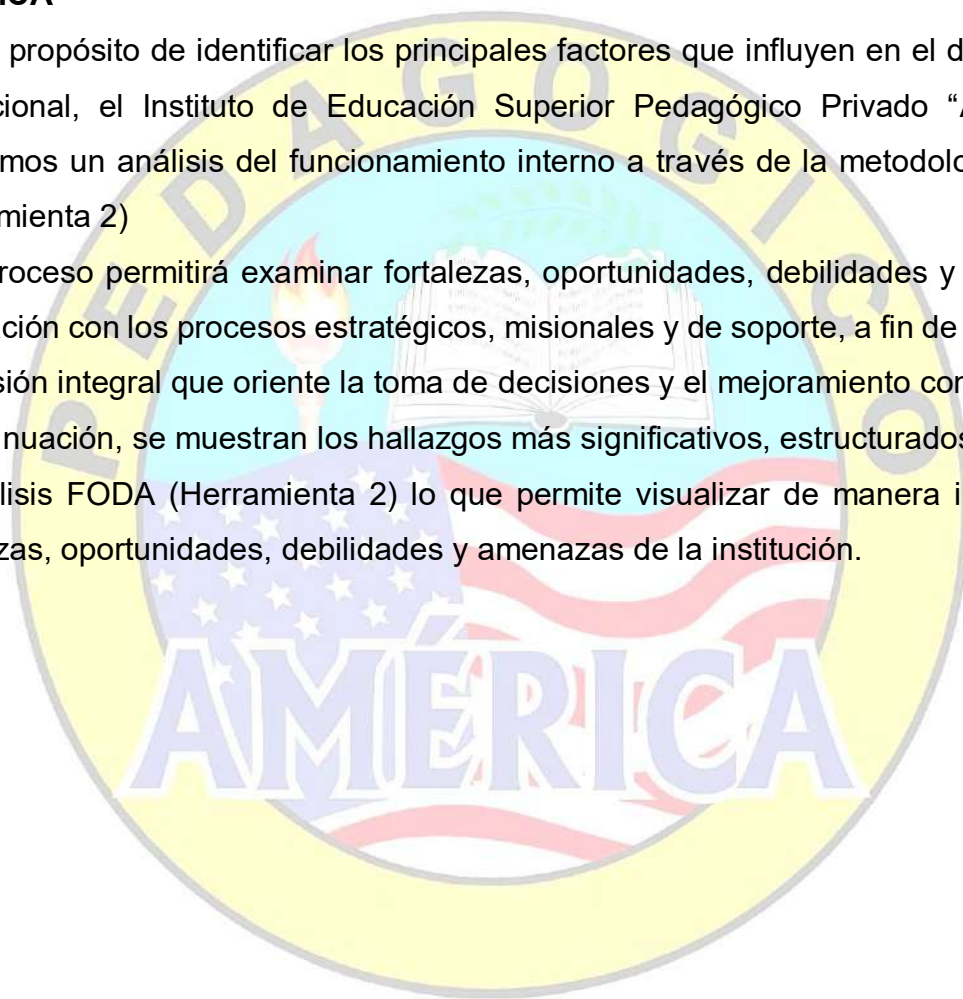 propósito de identificar los principales factores que influyen en el d
cional, el Instituto de Educación Superior Pedagógico Privado “A
mos un análisis del funcionamiento interno a través de la metodolo
mienta 2)
roceso permitirá examinar fortalezas, oportunidades, debilidades y
ción con los procesos estratégicos, misionales y de soporte, a fin de
sión integral que oriente la toma de decisiones y el mejoramiento con
nuación, se muestran los hallazgos más significativos, estructurados
lisis FODA (Herramienta 2) lo que permite visualizar de manera i
zas, oportunidades, debilidades y amenazas de la institución.
PEDAGOGICO
AMÉRICA